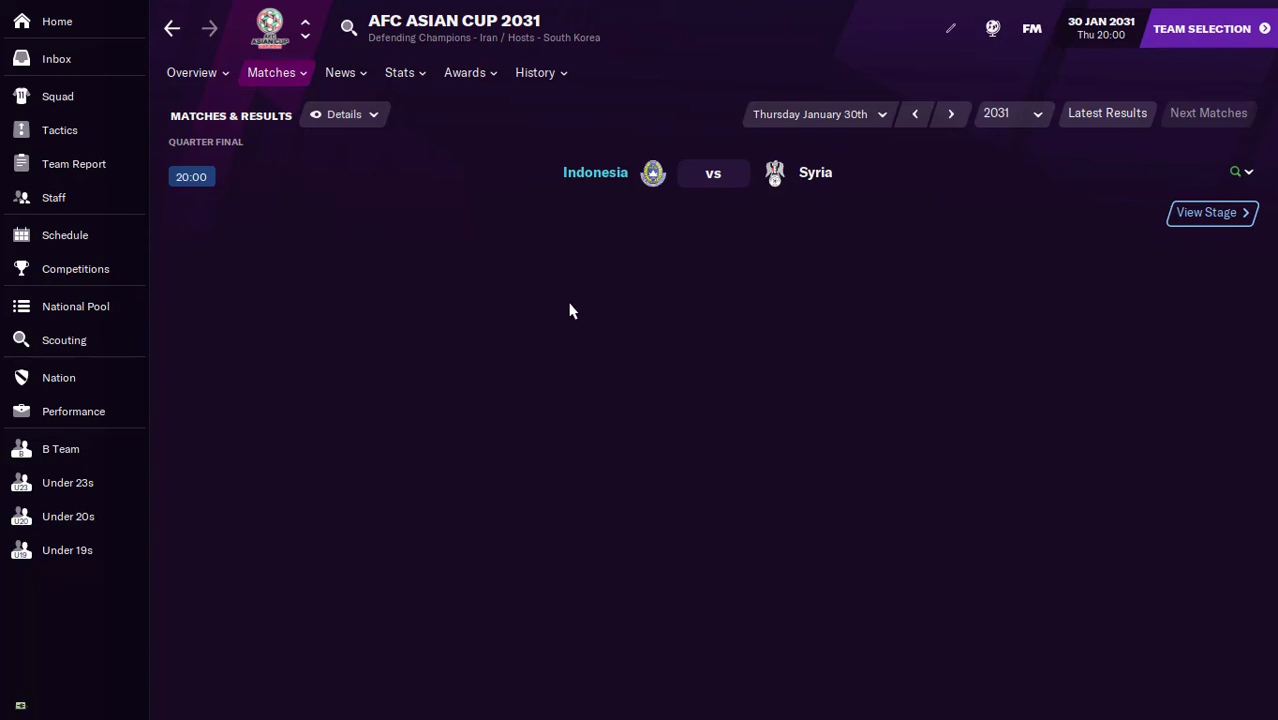 Home
Inbox
Squad
Tactics
Team Report
Staff
Schedule
Competitions
National Pool
Scouting
Nation
Performance
B Team
Under 23s
Under 20s
Under 19s
AFC ASIAN CUP 2031
Defending Champions - Iran / Hosts - South Korea
FM
30 JAN 2031
Thu 20:00
TEAM SELECTION
Overview
Matches
News
Stats
Awards
History
MATCHES & RESULTS
Details
Thursday January 30th
2031
Latest Results
Next Matches
QUARTER FINAL
20:00
Indonesia vs Syria
View Stage